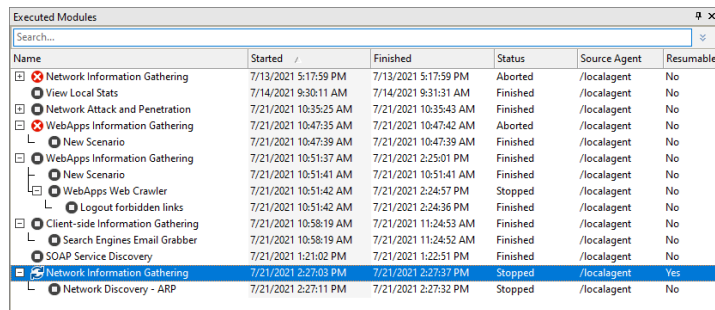 Executed Modules
Search...
Name Started Finished Status Source Agent Resumable
Network Information Gathering 7/13/2021 5:17:59 PM 7/13/2021 5:17:59 PM Aborted /localagent No
View Local Stats 7/14/2021 9:30:11 AM 7/14/2021 9:31:31 AM Finished /localagent No
Network Attack and Penetration 7/21/2021 10:35:25 AM 7/21/2021 10:35:43 AM Finished /localagent No
WebApps Information Gathering 7/21/2021 10:47:35 AM 7/21/2021 10:47:42 AM Aborted /localagent No
New Scenario 7/21/2021 10:47:39 AM 7/21/2021 10:47:39 AM Finished /localagent No
WebApps Information Gathering 7/21/2021 10:51:37 AM 7/21/2021 2:25:01 PM Finished /localagent No
New Scenario 7/21/2021 10:51:41 AM 7/21/2021 10:51:41 AM Finished /localagent No
WebApps Web Crawler 7/21/2021 10:51:42 AM 7/21/2021 2:24:57 PM Stopped /localagent No
Logout forbidden links 7/21/2021 10:51:42 AM 7/21/2021 2:24:36 PM Finished /localagent No
Client-side Information Gathering 7/21/2021 10:58:19 AM 7/21/2021 11:24:53 AM Finished /localagent No
Search Engines Email Grabber 7/21/2021 10:58:19 AM 7/21/2021 11:24:52 AM Finished /localagent No
SOAP Service Discovery 7/21/2021 1:21:02 PM 7/21/2021 1:22:51 PM Finished /localagent No
Network Information Gathering 7/21/2021 2:27:03 PM 7/21/2021 2:27:37 PM Stopped /localagent Yes
Network Discovery - ARP 7/21/2021 2:27:11 PM 7/21/2021 2:27:32 PM Stopped /localagent No